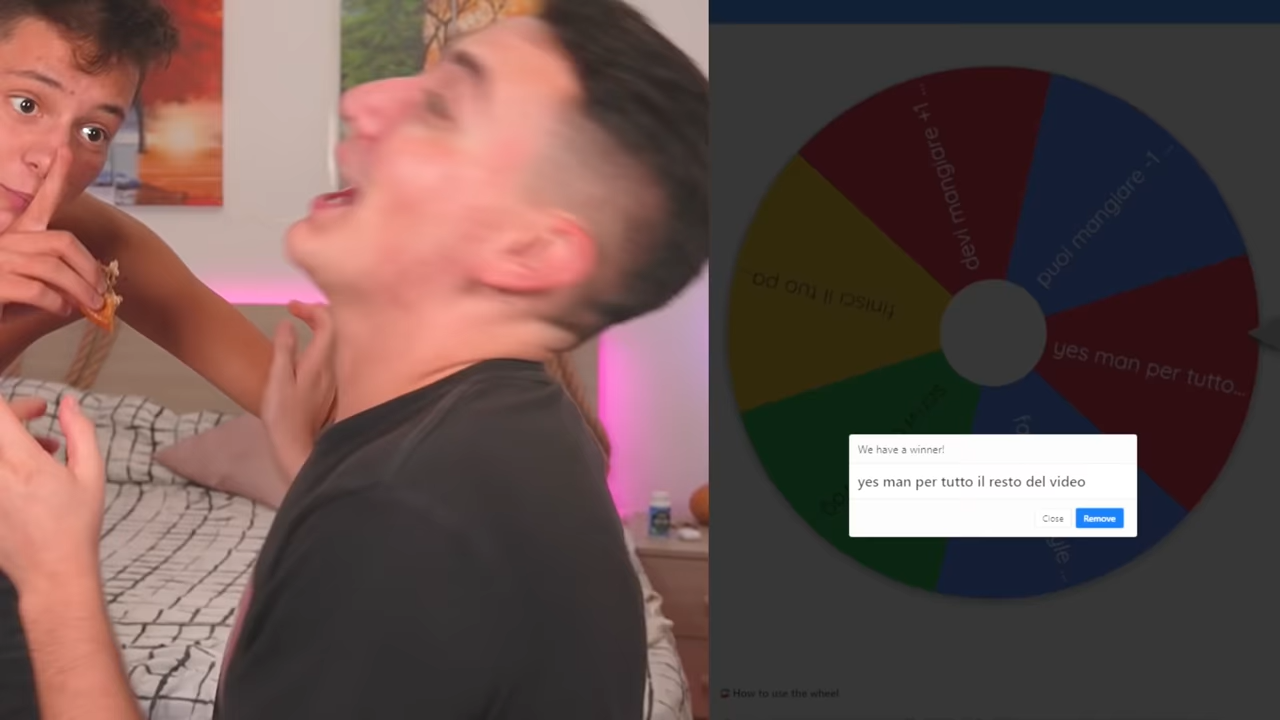 devi mangiare +1...
puoi mangiare -1 ...
finisci il tuo pa
yes man per tutto...
We have a winner!
yes man per tutto il resto del video
Close
Remove
How to use the wheel